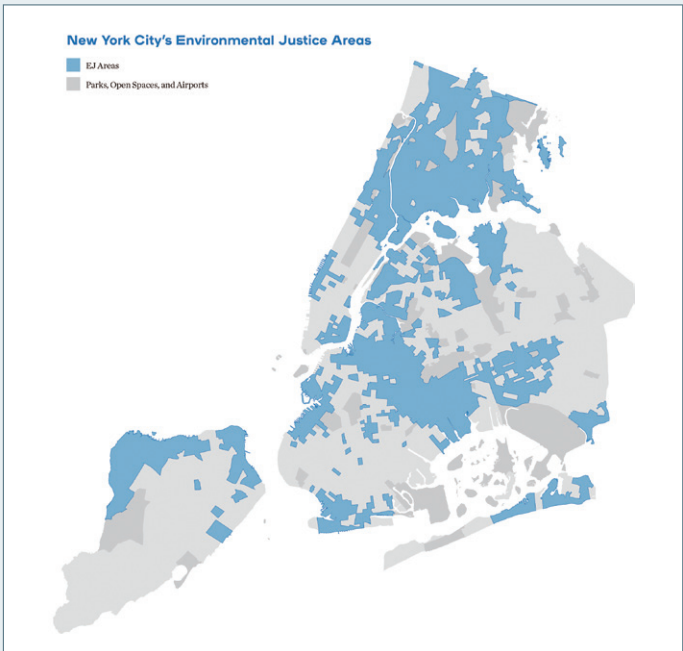 New York City's Environmental Justice Areas
EJ Areas
Parks, Open Spaces, and Airports